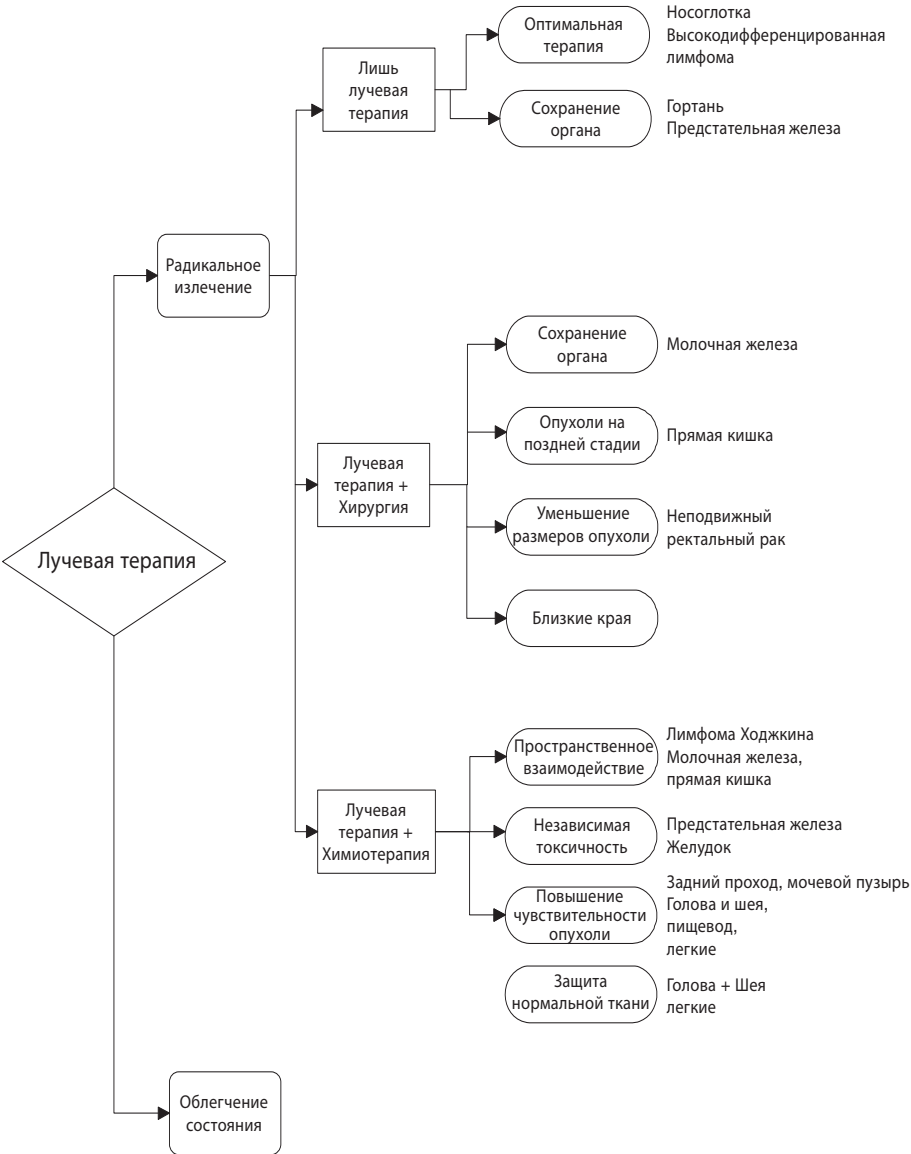 Оптимальная
терапия
Носоглотка
Высокодифференцированная
лимфома
Лишь
лучевая
терапия
Сохранение
органа
Гортань
Предстательная железа
Радикальное
излечение
Сохранение
органа
Молочная железа
Опухоли на
поздней стадии
Прямая кишка
Лучевая
терапия +
Хирургия
Уменьшение
размеров опухоли
Неподвижный
ректальный рак
Лучевая терапия
Близкие края
Пространственное
взаимодействие
Лимфома Ходжкина
Молочная железа,
прямая кишка
Лучевая
терапия +
Химиотерапия
Независимая
токсичность
Предстательная железа
Желудок
Повышение
чувствительности
опухоли
Задний проход, мочевой пузырь
Голова и шея,
пищевод,
легкие
Защита
нормальной ткани
Голова + Шея
легкие
Облегчение
состояния